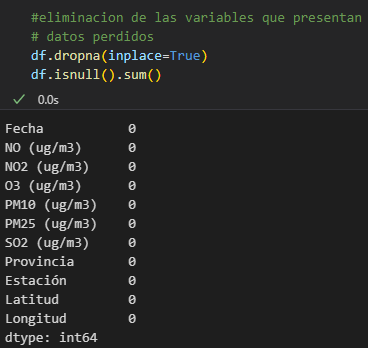 #eliminacion de las variables que presentan
# datos perdidos
df.dropna(inplace=True)
df.isnull().sum()
0.0s
Fecha 0
NO (ug/m3) 0
NO2 (ug/m3) 0
O3 (ug/m3) 0
PM10 (ug/m3) 0
PM25 (ug/m3) 0
SO2 (ug/m3) 0
Provincia 0
Estación 0
Latitud 0
Longitud 0
dtype: int64